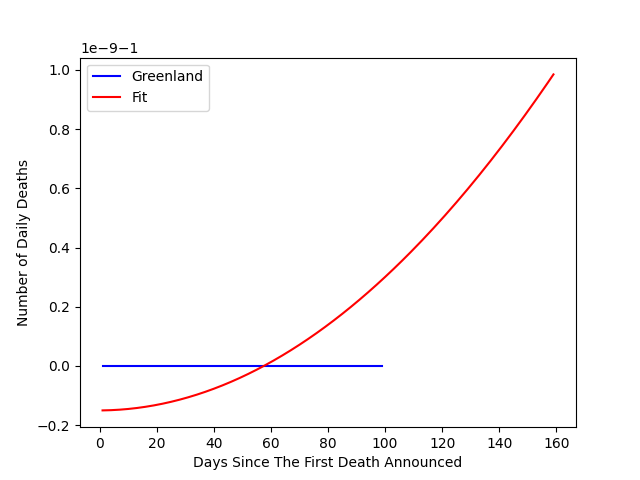 1e−9−1
Greenland
Fit
1.0
0.8
0.6
0.4
0.2
0.0
−0.2
Number of Daily Deaths
0 20 40 60 80 100 120 140 160
Days Since The First Death Announced